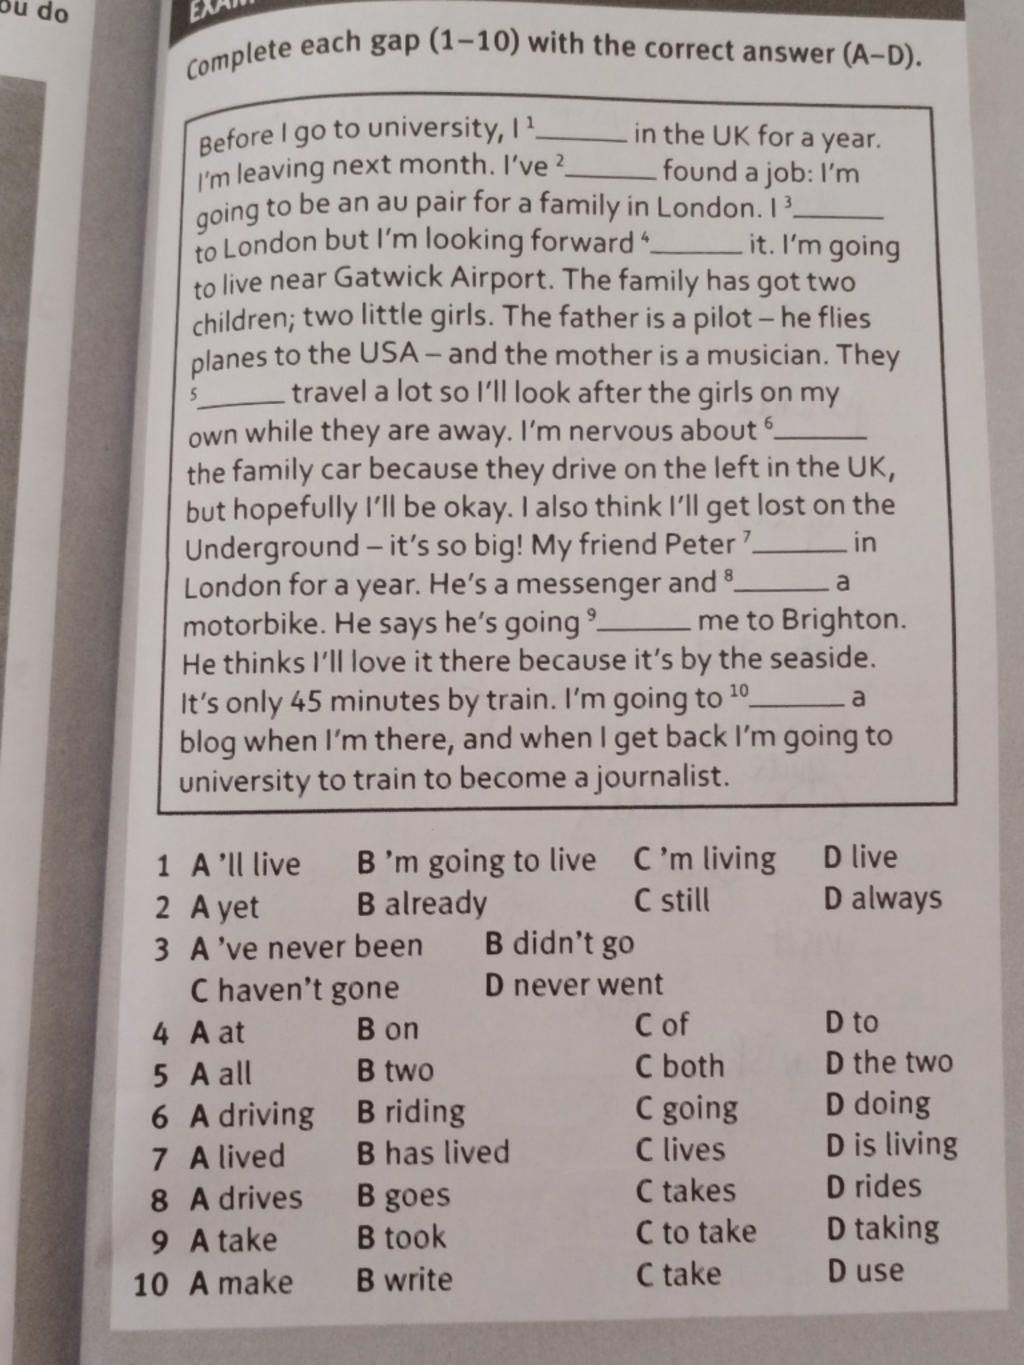 ou do
EXAM
Complete each gap (1–10) with the correct answer (A–D).
Before I go to university, I ¹______ in the UK for a year.
I'm leaving next month. I've ²______ found a job: I'm
going to be an au pair for a family in London. I ³______
to London but I'm looking forward ⁴______ it. I'm going
to live near Gatwick Airport. The family has got two
children; two little girls. The father is a pilot – he flies
planes to the USA – and the mother is a musician. They
⁵______ travel a lot so I'll look after the girls on my
own while they are away. I'm nervous about ⁶______
the family car because they drive on the left in the UK,
but hopefully I'll be okay. I also think I'll get lost on the
Underground – it's so big! My friend Peter ⁷______ in
London for a year. He's a messenger and ⁸______ a
motorbike. He says he's going ⁹______ me to Brighton.
He thinks I'll love it there because it's by the seaside.
It's only 45 minutes by train. I'm going to ¹⁰______ a
blog when I'm there, and when I get back I'm going to
university to train to become a journalist.
1 A 'll live B 'm going to live C 'm living D live
2 A yet B already C still D always
3 A 've never been B didn't go
C haven't gone D never went
4 A at B on C of D to
5 A all B two C both D the two
6 A driving B riding C going D doing
7 A lived B has lived C lives D is living
8 A drives B goes C takes D rides
9 A take B took C to take D taking
10 A make B write C take D use